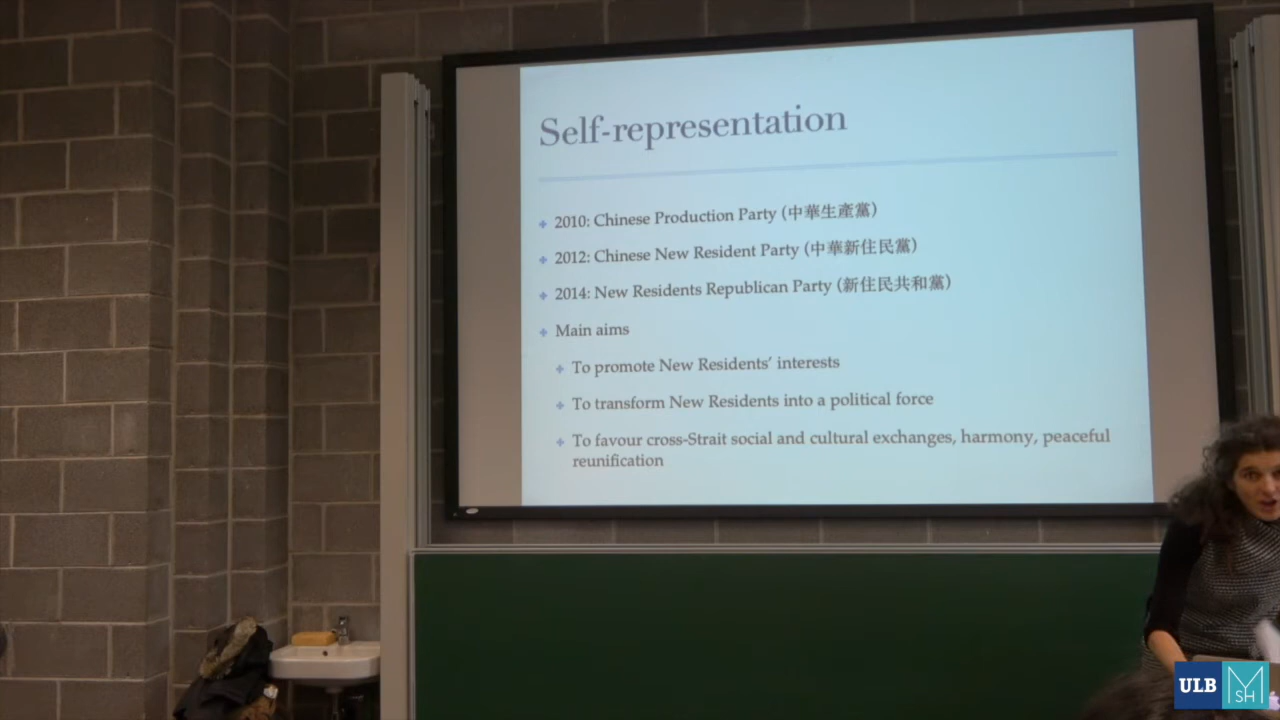 Self-representation
2010: Chinese Production Party (中華生產黨)
2012: Chinese New Resident Party (中華新住民黨)
2014: New Residents Republican Party (新住民共和黨)
Main aims
To promote New Residents’ interests
To transform New Residents into a political force
To favour cross-Strait social and cultural exchanges, harmony, peaceful
reunification
ULB
M
SH